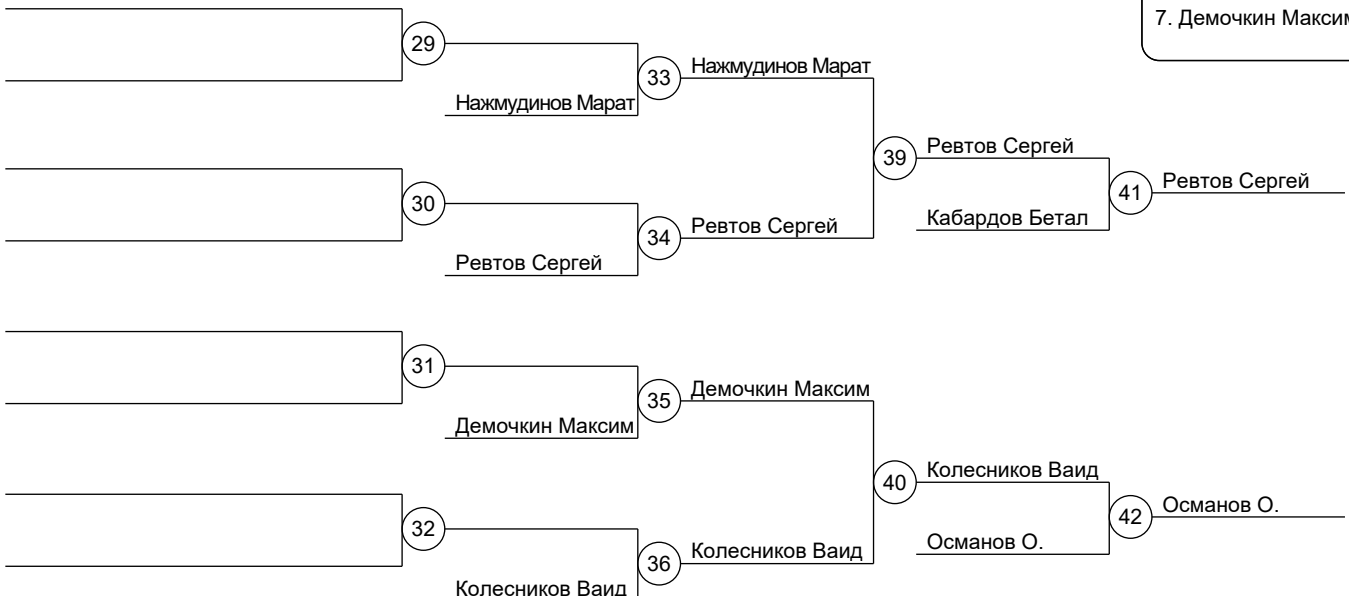 7. Демочкин Максим
29
33
Нажмудинов Марат
Нажмудинов Марат
39
Ревтов Сергей
41
Ревтов Сергей
30
34
Ревтов Сергей
Кабардов Бетал
Ревтов Сергей
31
35
Демочкин Максим
Демочкин Максим
40
Колесников Ваид
42
Османов О.
32
36
Колесников Ваид
Османов О.
Колесников Ваид